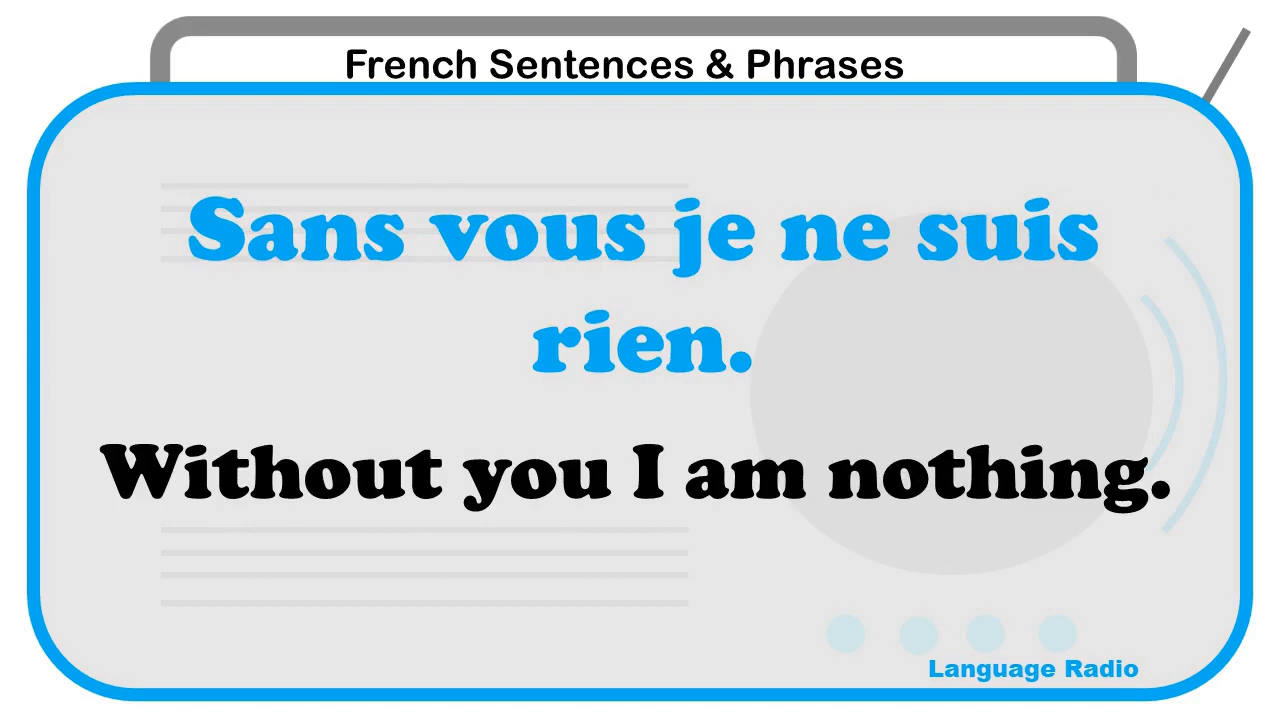 French Sentences & Phrases
Sans vous je ne suis
rien.
Without you I am nothing.
Language Radio